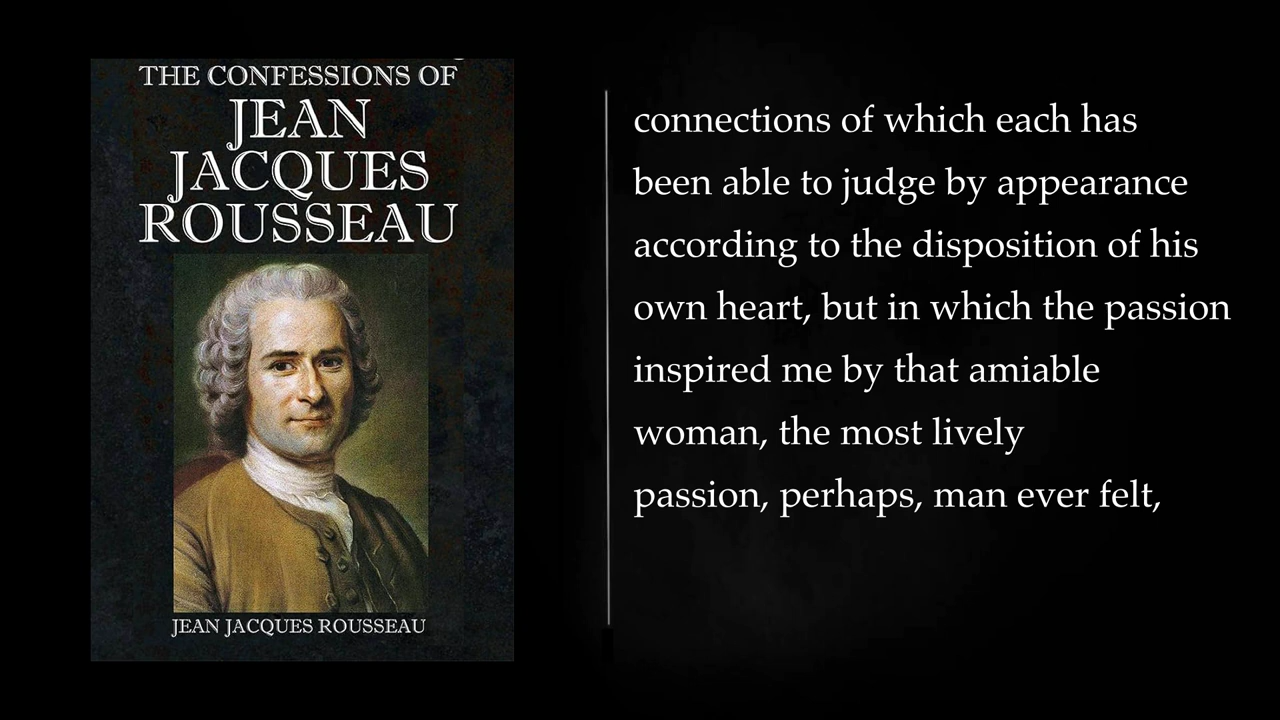 THE CONFESSIONS OF
JEAN
JACQUES
ROUSSEAU
JEAN JACQUES ROUSSEAU
connections of which each has
been able to judge by appearance
according to the disposition of his
own heart, but in which the passion
inspired me by that amiable
woman, the most lively
passion, perhaps, man ever felt,